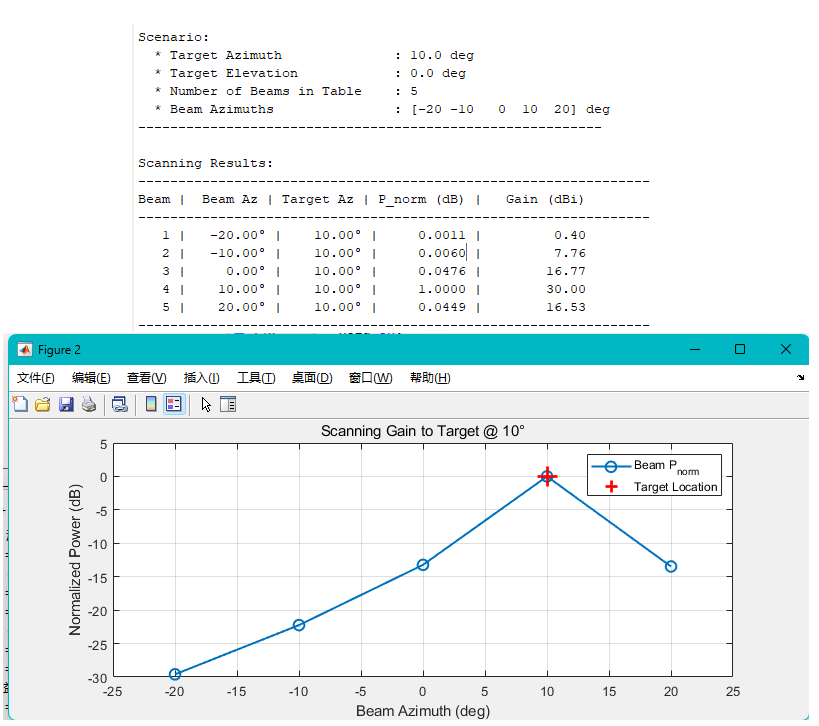 Scenario:
* Target Azimuth : 10.0 deg
* Target Elevation : 0.0 deg
* Number of Beams in Table : 5
* Beam Azimuths : [-20 -10 0 10 20] deg
----------------------------------------------------------
Scanning Results:
----------------------------------------------------------------
Beam | Beam Az | Target Az | P_norm (dB) | Gain (dBi)
----------------------------------------------------------------
1 | -20.00° | 10.00° | 0.0011 | 0.40
2 | -10.00° | 10.00° | 0.0060 | 7.76
3 | 0.00° | 10.00° | 0.0476 | 16.77
4 | 10.00° | 10.00° | 1.0000 | 30.00
5 | 20.00° | 10.00° | 0.0449 | 16.53
----------------------------------------------------------------
Figure 2
文件(F) 编辑(E) 查看(V) 插入(I) 工具(T) 桌面(D) 窗口(W) 帮助(H)
Scanning Gain to Target @ 10°
Beam P_norm
Target Location
Normalized Power (dB)
5
0
-5
-10
-15
-20
-25
-30
-25 -20 -15 -10 -5 0 5 10 15 20 25
Beam Azimuth (deg)